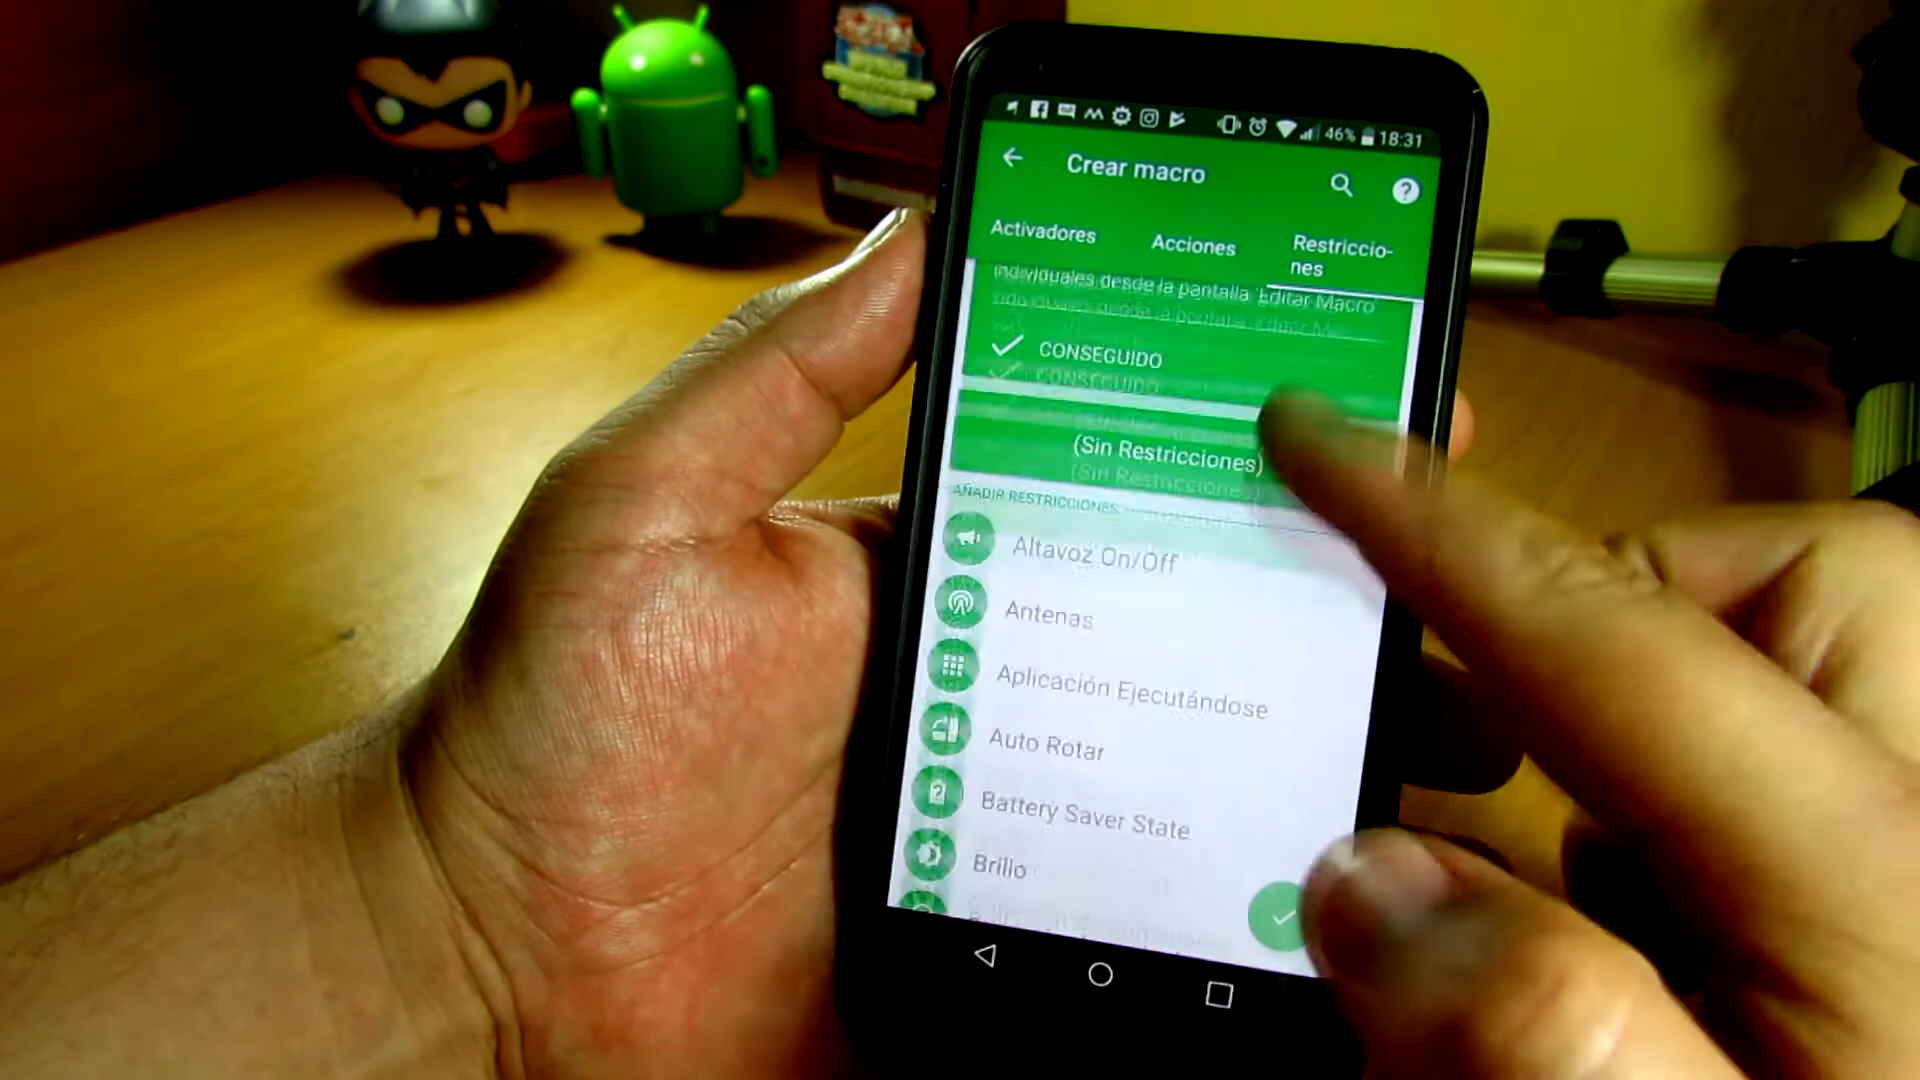 46% 18:31
Crear macro
Activadores
Acciones
Restriccio-
nes
individuales desde la pantalla 'Editar Macro
CONSEGUIDO
(Sin Restricciones)
AÑADIR RESTRICCIONES
Altavoz On/Off
Antenas
Aplicación Ejecutándose
Auto Rotar
Battery Saver State
Brillo